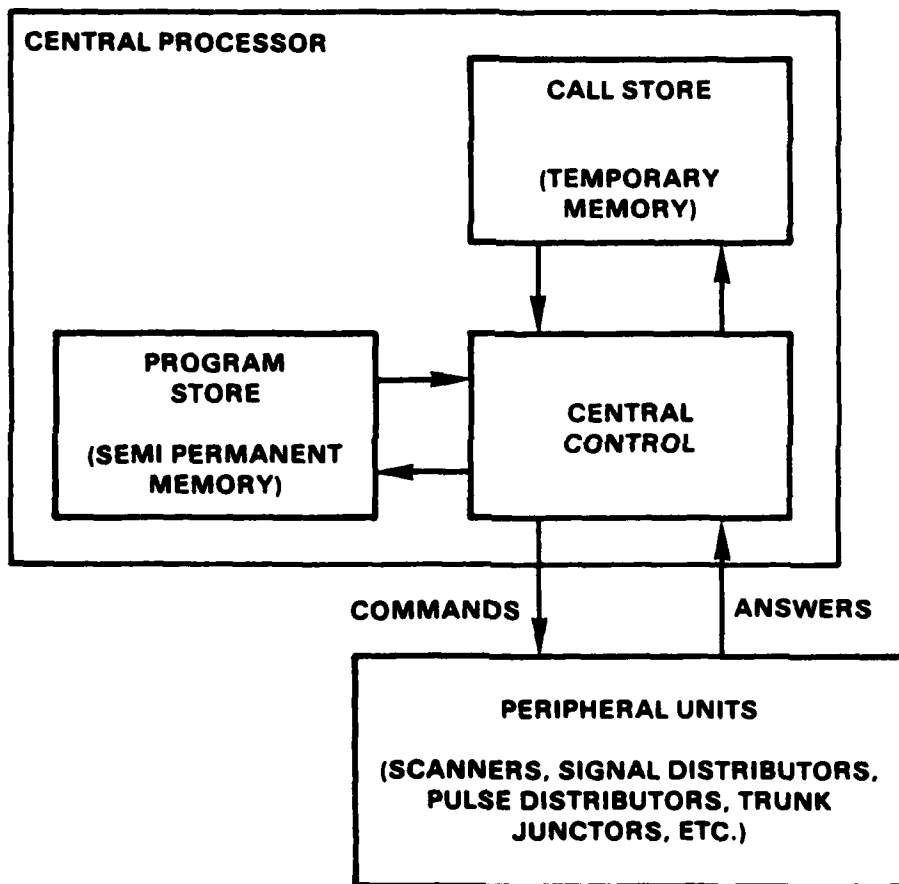 CENTRAL PROCESSOR
CALL STORE
(TEMPORARY
MEMORY)
PROGRAM
STORE
(SEMI PERMANENT
MEMORY)
CENTRAL
CONTROL
COMMANDS
ANSWERS
PERIPHERAL UNITS
(SCANNERS, SIGNAL DISTRIBUTORS,
PULSE DISTRIBUTORS, TRUNK
JUNCTORS, ETC.)